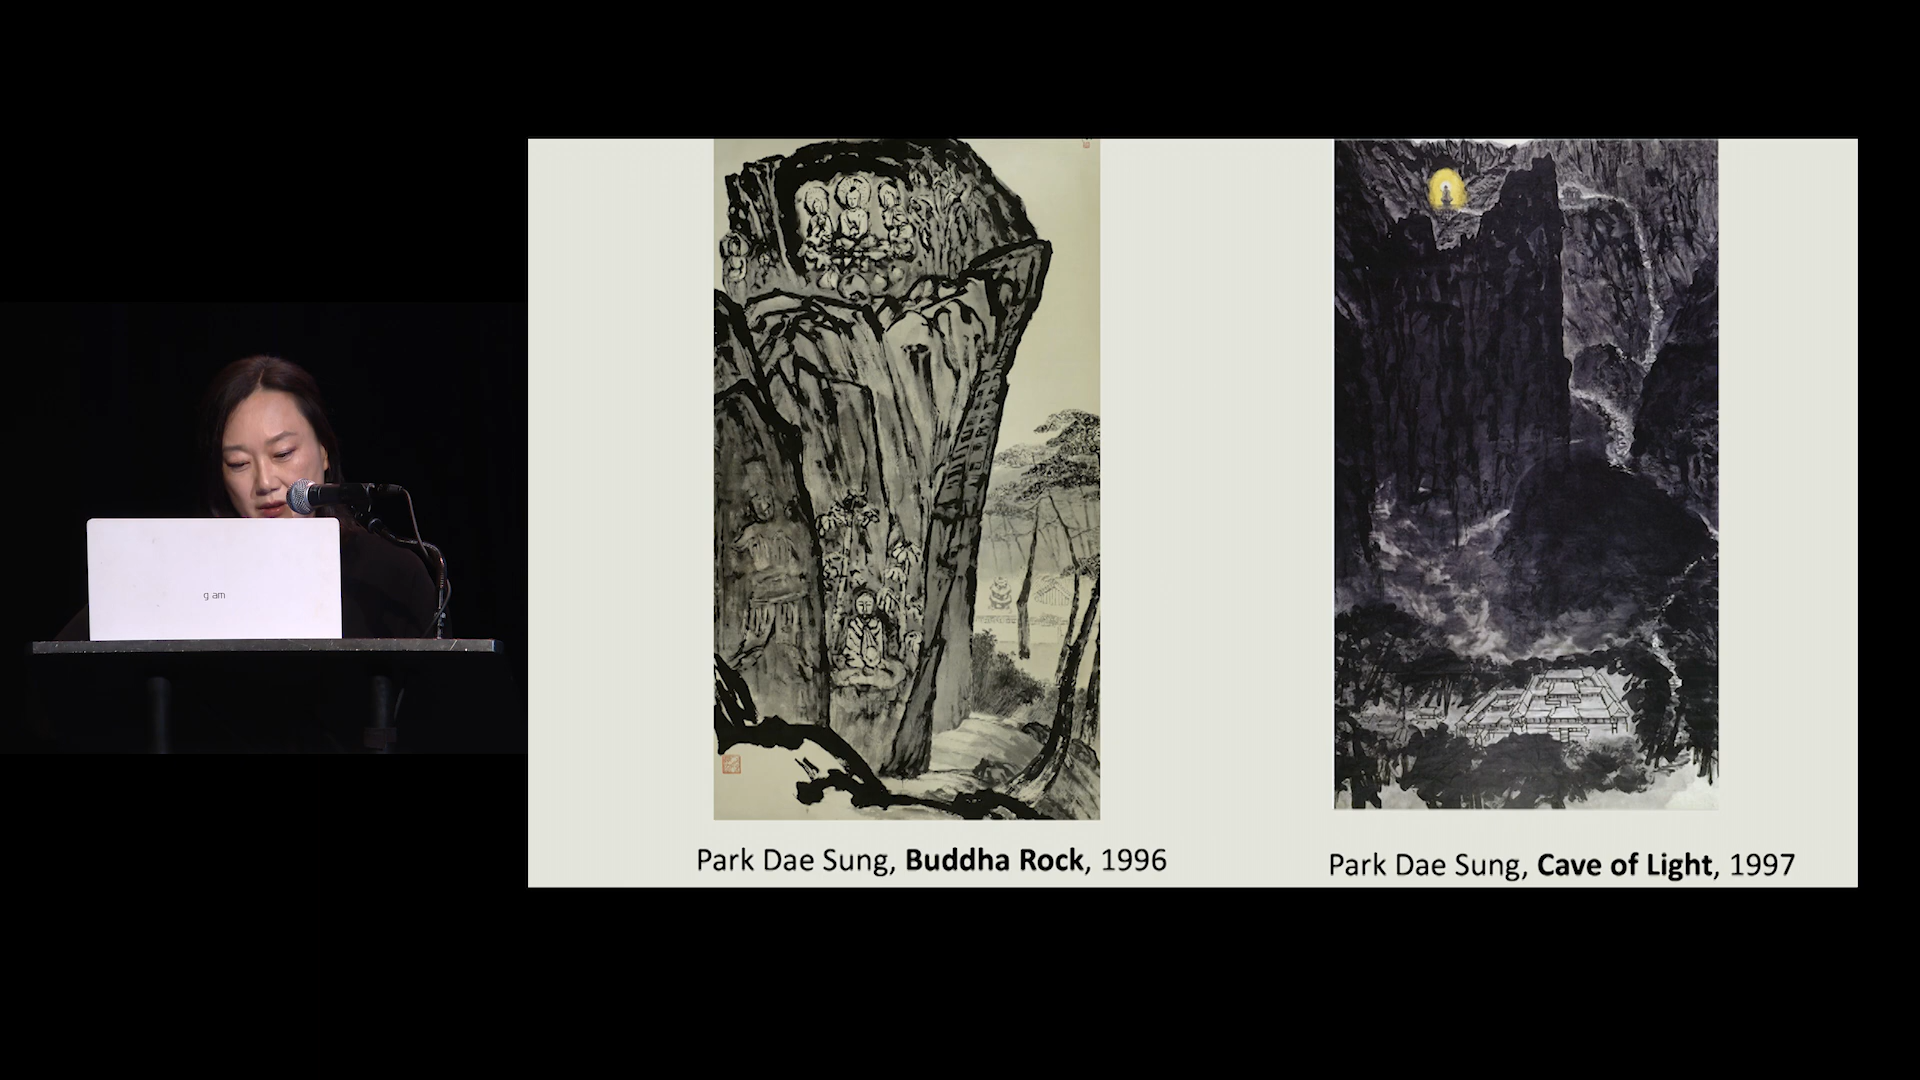 g am
Park Dae Sung, Buddha Rock, 1996
Park Dae Sung, Cave of Light, 1997